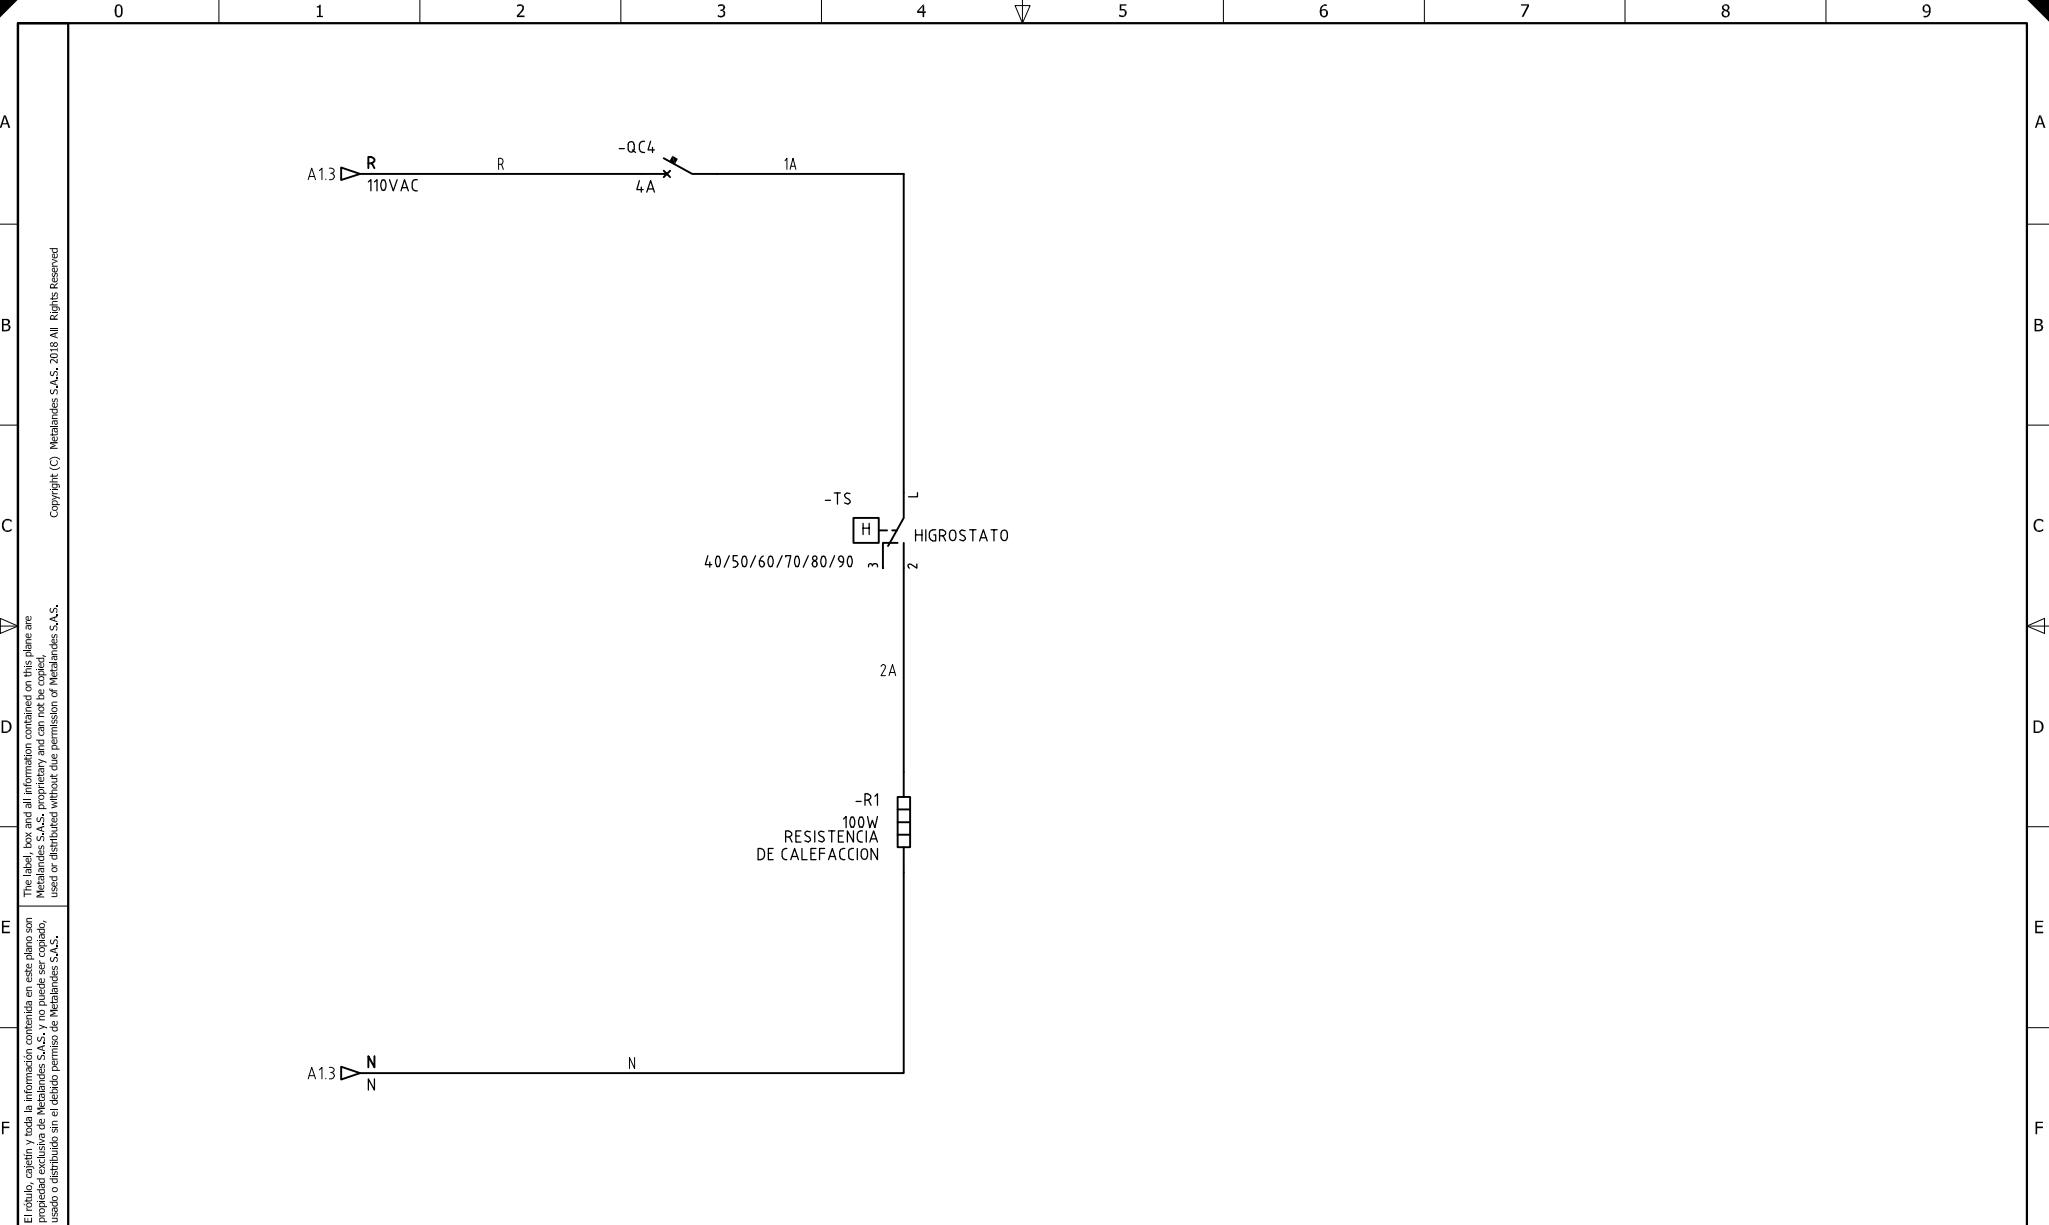 0 1 2 3 4 5 6 7 8 9
A A
-QC4
R R 1A
A1.3
110VAC 4A
B B
Copyright (C) Metalandes S.A.S. 2018 All Rights Reserved
-TS L
C H C
HIGROSTATO
40/50/60/70/80/90 3 2
The label, box and all information contained on this plane are
Metalandes S.A.S. proprietary and can not be copied,
used or distributed without due permission of Metalandes S.A.S.
2A
D D
-R1
100W
RESISTENCIA
DE CALEFACCION
E E
El rótulo, cajetín y toda la información contenida en este plano son
propiedad exclusiva de Metalandes S.A.S. y no puede ser copiado,
usado o distribuido sin el debido permiso de Metalandes S.A.S.
N N
A1.3
N
F F